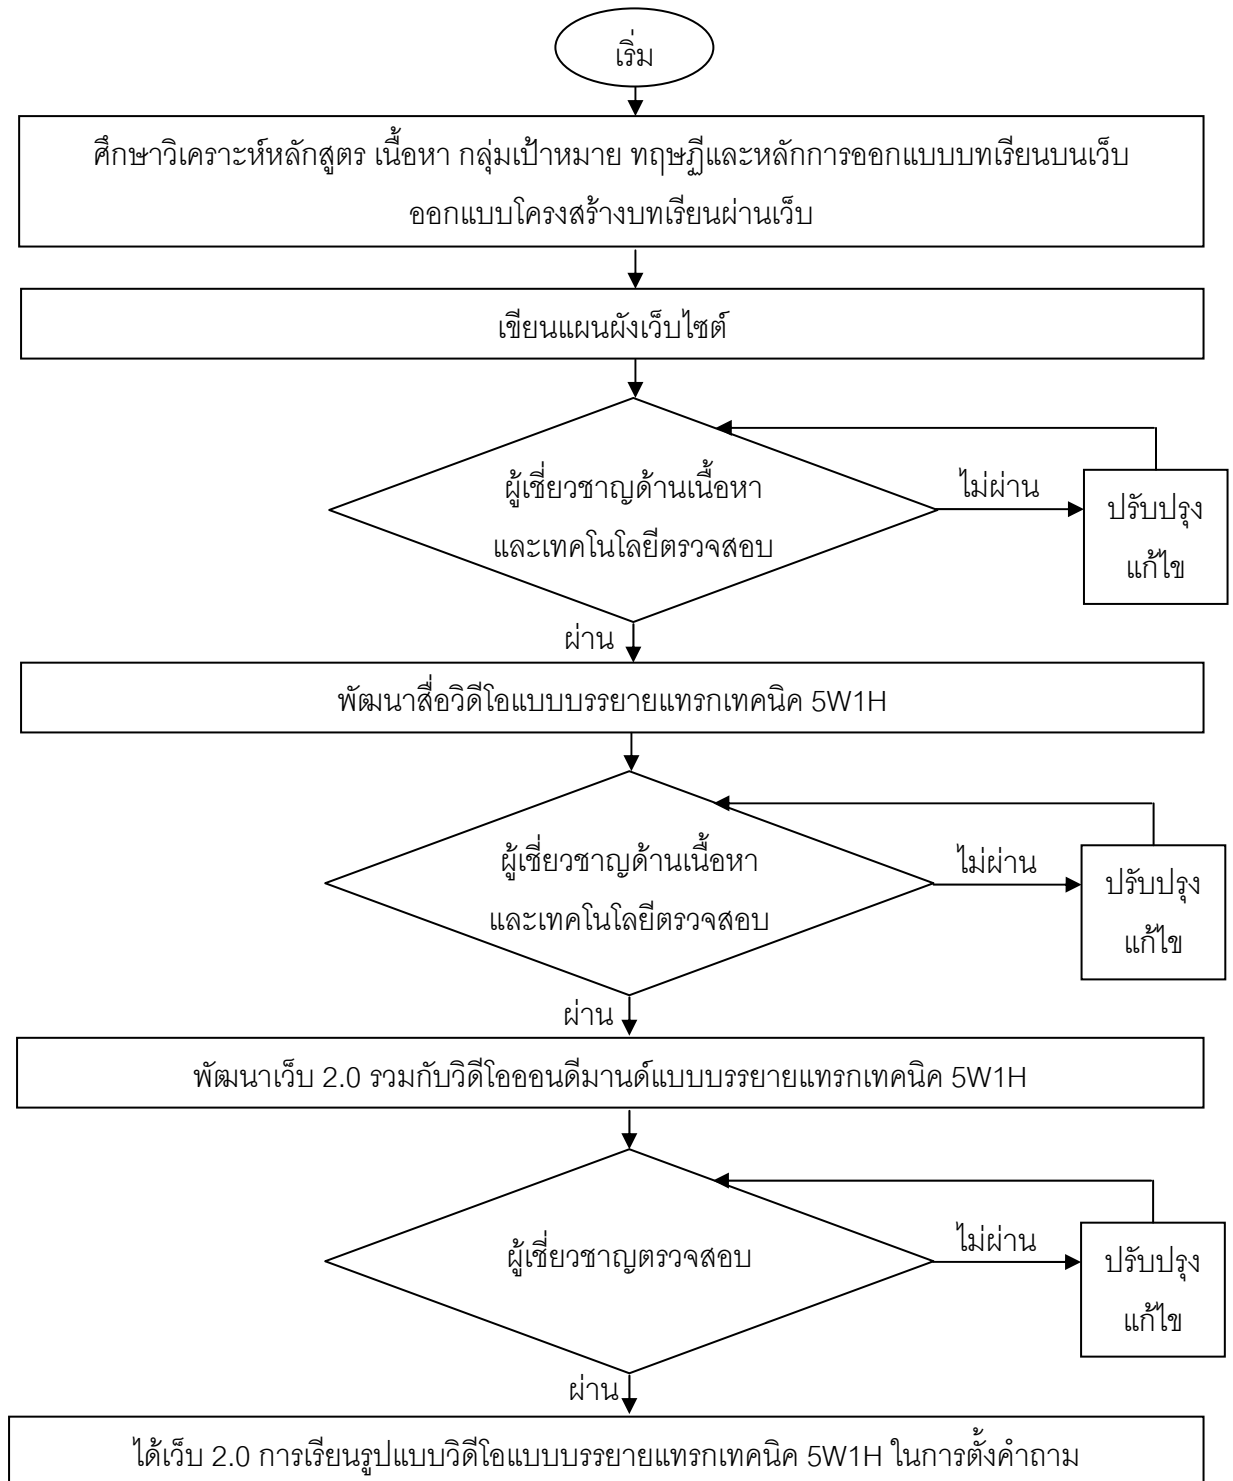 เริ่ม
ศึกษาวิเคราะห์หลักสูตร เนื้อหา กลุ่มเป้าหมาย ทฤษฏีและหลักการออกแบบบทเรียนบนเว็บ
ออกแบบโครงสร้างบทเรียนผ่านเว็บ
เขียนแผนผังเว็บไซต์
ผู้เชี่ยวชาญด้านเนื้อหา
และเทคโนโลยีตรวจสอบ
ไม่ผ่าน
ปรับปรุง
แก้ไข
ผ่าน
พัฒนาสื่อวิดีโอแบบบรรยายแทรกเทคนิค 5W1H
ผู้เชี่ยวชาญด้านเนื้อหา
และเทคโนโลยีตรวจสอบ
ไม่ผ่าน
ปรับปรุง
แก้ไข
ผ่าน
พัฒนาเว็บ 2.0 รวมกับวิดีโอออนดีมานด์แบบบรรยายแทรกเทคนิค 5W1H
ผู้เชี่ยวชาญตรวจสอบ
ไม่ผ่าน
ปรับปรุง
แก้ไข
ผ่าน
ได้เว็บ 2.0 การเรียนรูปแบบวิดีโอแบบบรรยายแทรกเทคนิค 5W1H ในการตั้งคำถาม